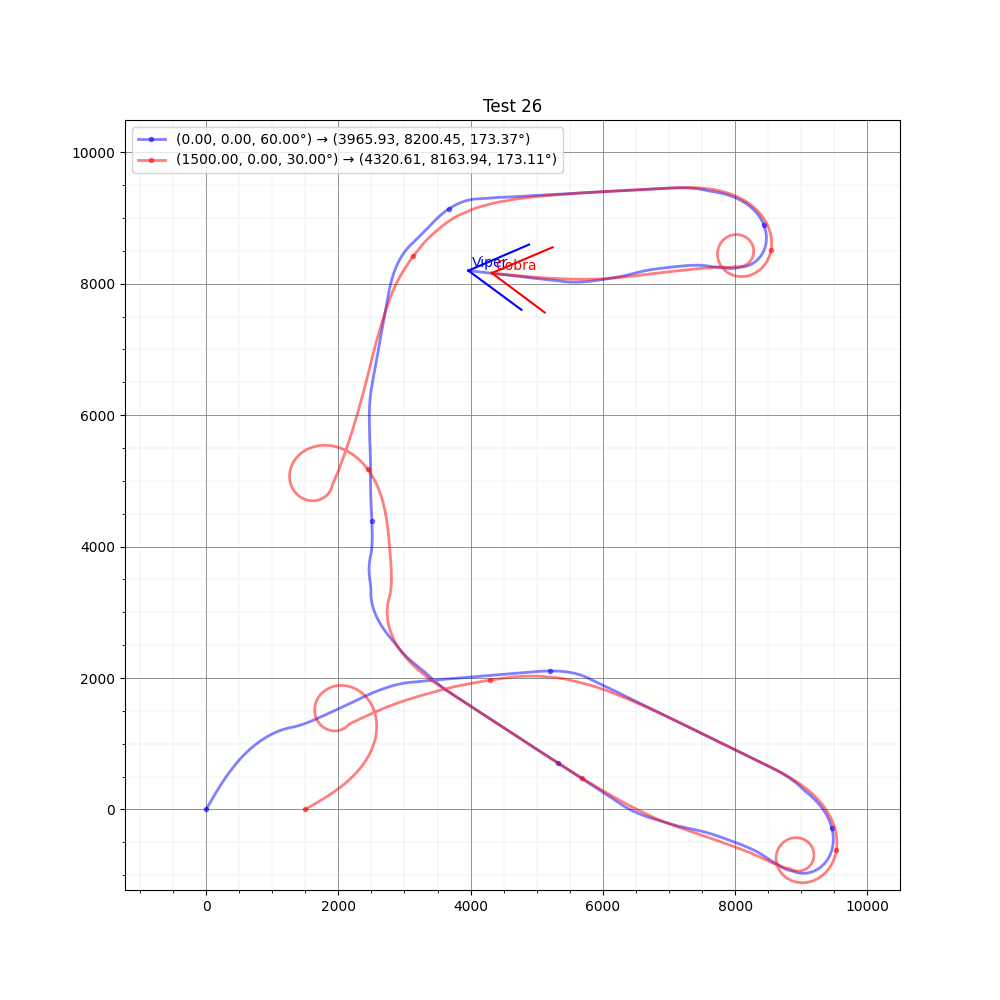 Test 26
(0.00, 0.00, 60.00°) → (3965.93, 8200.45, 173.37°)
(1500.00, 0.00, 30.00°) → (4320.61, 8163.94, 173.11°)
10000
8000
Viper
Cobra
6000
4000
2000
0
0 2000 4000 6000 8000 10000